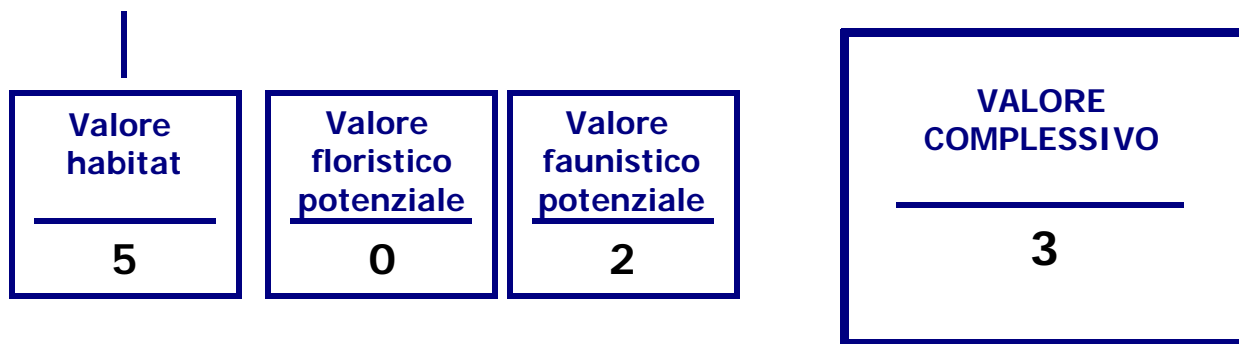 Valore
habitat
5
Valore
floristico
potenziale
0
Valore
faunistico
potenziale
2
VALORE
COMPLESSIVO
3